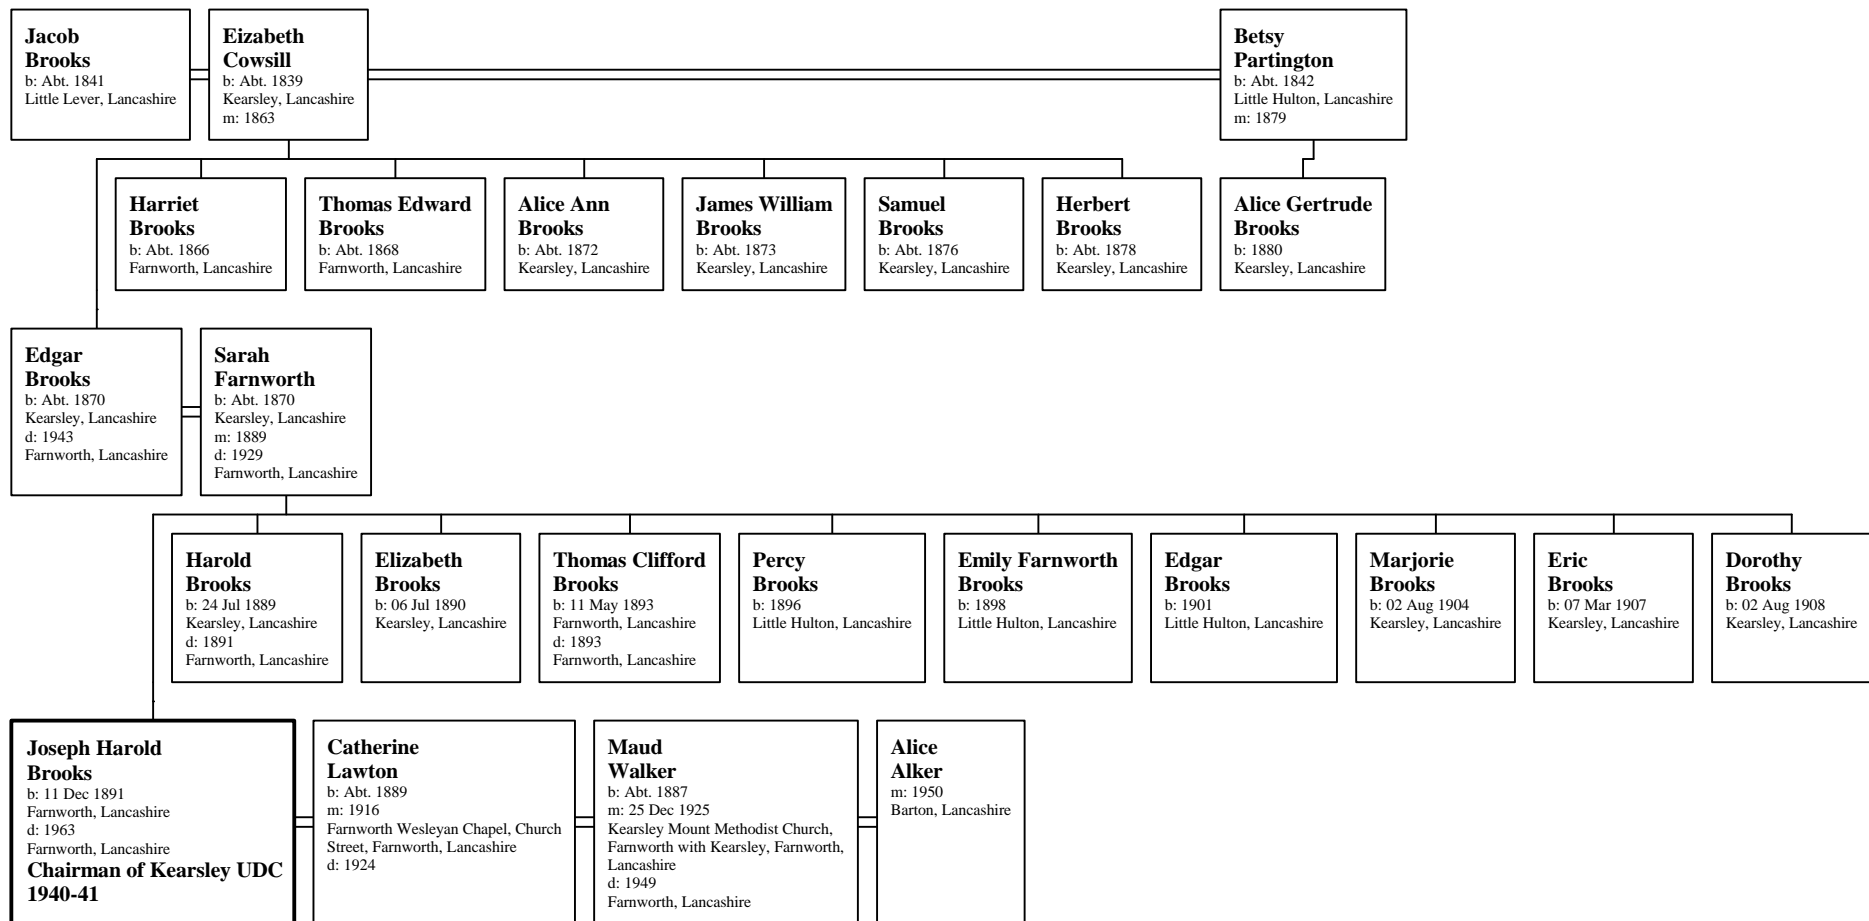 Jacob
Brooks
b: Abt. 1841
Little Lever, Lancashire
Eizabeth
Cowsill
b: Abt. 1839
Kearsley, Lancashire
m: 1863
Betsy
Partington
b: Abt. 1842
Little Hulton, Lancashire
m: 1879
Harriet
Brooks
b: Abt. 1866
Farnworth, Lancashire
Thomas Edward
Brooks
b: Abt. 1868
Farnworth, Lancashire
Alice Ann
Brooks
b: Abt. 1872
Kearsley, Lancashire
James William
Brooks
b: Abt. 1873
Kearsley, Lancashire
Samuel
Brooks
b: Abt. 1876
Kearsley, Lancashire
Herbert
Brooks
b: Abt. 1878
Kearsley, Lancashire
Alice Gertrude
Brooks
b: 1880
Kearsley, Lancashire
Edgar
Brooks
b: Abt. 1870
Kearsley, Lancashire
d: 1943
Farnworth, Lancashire
Sarah
Farnworth
b: Abt. 1870
Kearsley, Lancashire
m: 1889
d: 1929
Farnworth, Lancashire
Harold
Brooks
b: 24 Jul 1889
Kearsley, Lancashire
d: 1891
Farnworth, Lancashire
Elizabeth
Brooks
b: 06 Jul 1890
Kearsley, Lancashire
Thomas Clifford
Brooks
b: 11 May 1893
Farnworth, Lancashire
d: 1893
Farnworth, Lancashire
Percy
Brooks
b: 1896
Little Hulton, Lancashire
Emily Farnworth
Brooks
b: 1898
Little Hulton, Lancashire
Edgar
Brooks
b: 1901
Little Hulton, Lancashire
Marjorie
Brooks
b: 02 Aug 1904
Kearsley, Lancashire
Eric
Brooks
b: 07 Mar 1907
Kearsley, Lancashire
Dorothy
Brooks
b: 02 Aug 1908
Kearsley, Lancashire
Joseph Harold
Brooks
b: 11 Dec 1891
Farnworth, Lancashire
d: 1963
Farnworth, Lancashire
Chairman of Kearsley UDC
1940-41
Catherine
Lawton
b: Abt. 1889
m: 1916
Farnworth Wesleyan Chapel, Church
Street, Farnworth, Lancashire
d: 1924
Maud
Walker
b: Abt. 1887
m: 25 Dec 1925
Kearsley Mount Methodist Church,
Farnworth with Kearsley, Farnworth,
Lancashire
d: 1949
Farnworth, Lancashire
Alice
Alker
m: 1950
Barton, Lancashire